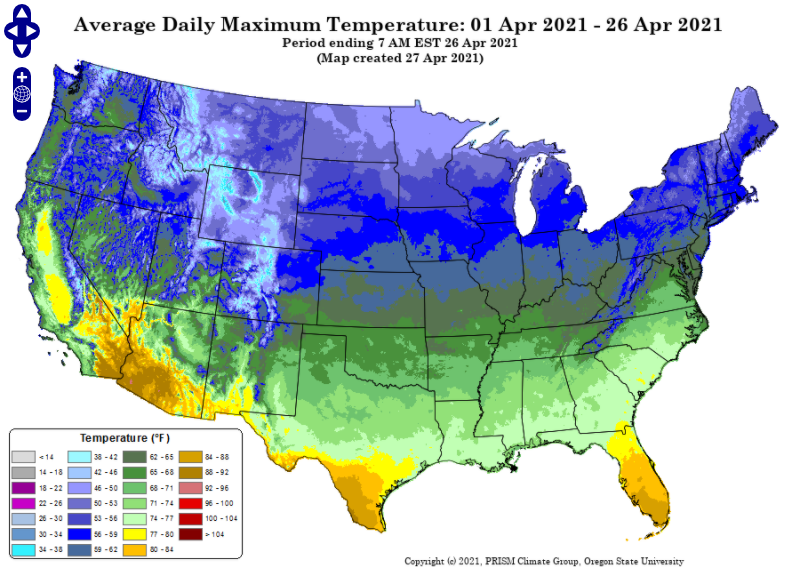 Average Daily Maximum Temperature: 01 Apr 2021 - 26 Apr 2021
Period ending 7 AM EST 26 Apr 2021
(Map created 27 Apr 2021)
Temperature (°F)
< 14 38 - 42 62 - 65 84 - 88
14 - 18 42 - 46 65 - 68 88 - 92
18 - 22 46 - 50 68 - 71 92 - 96
22 - 26 50 - 53 71 - 74 96 - 100
26 - 30 53 - 56 74 - 77 100 - 104
30 - 34 56 - 59 77 - 80 > 104
34 - 38 59 - 62 80 - 84
Copyright (c) 2021, PRISM Climate Group, Oregon State University